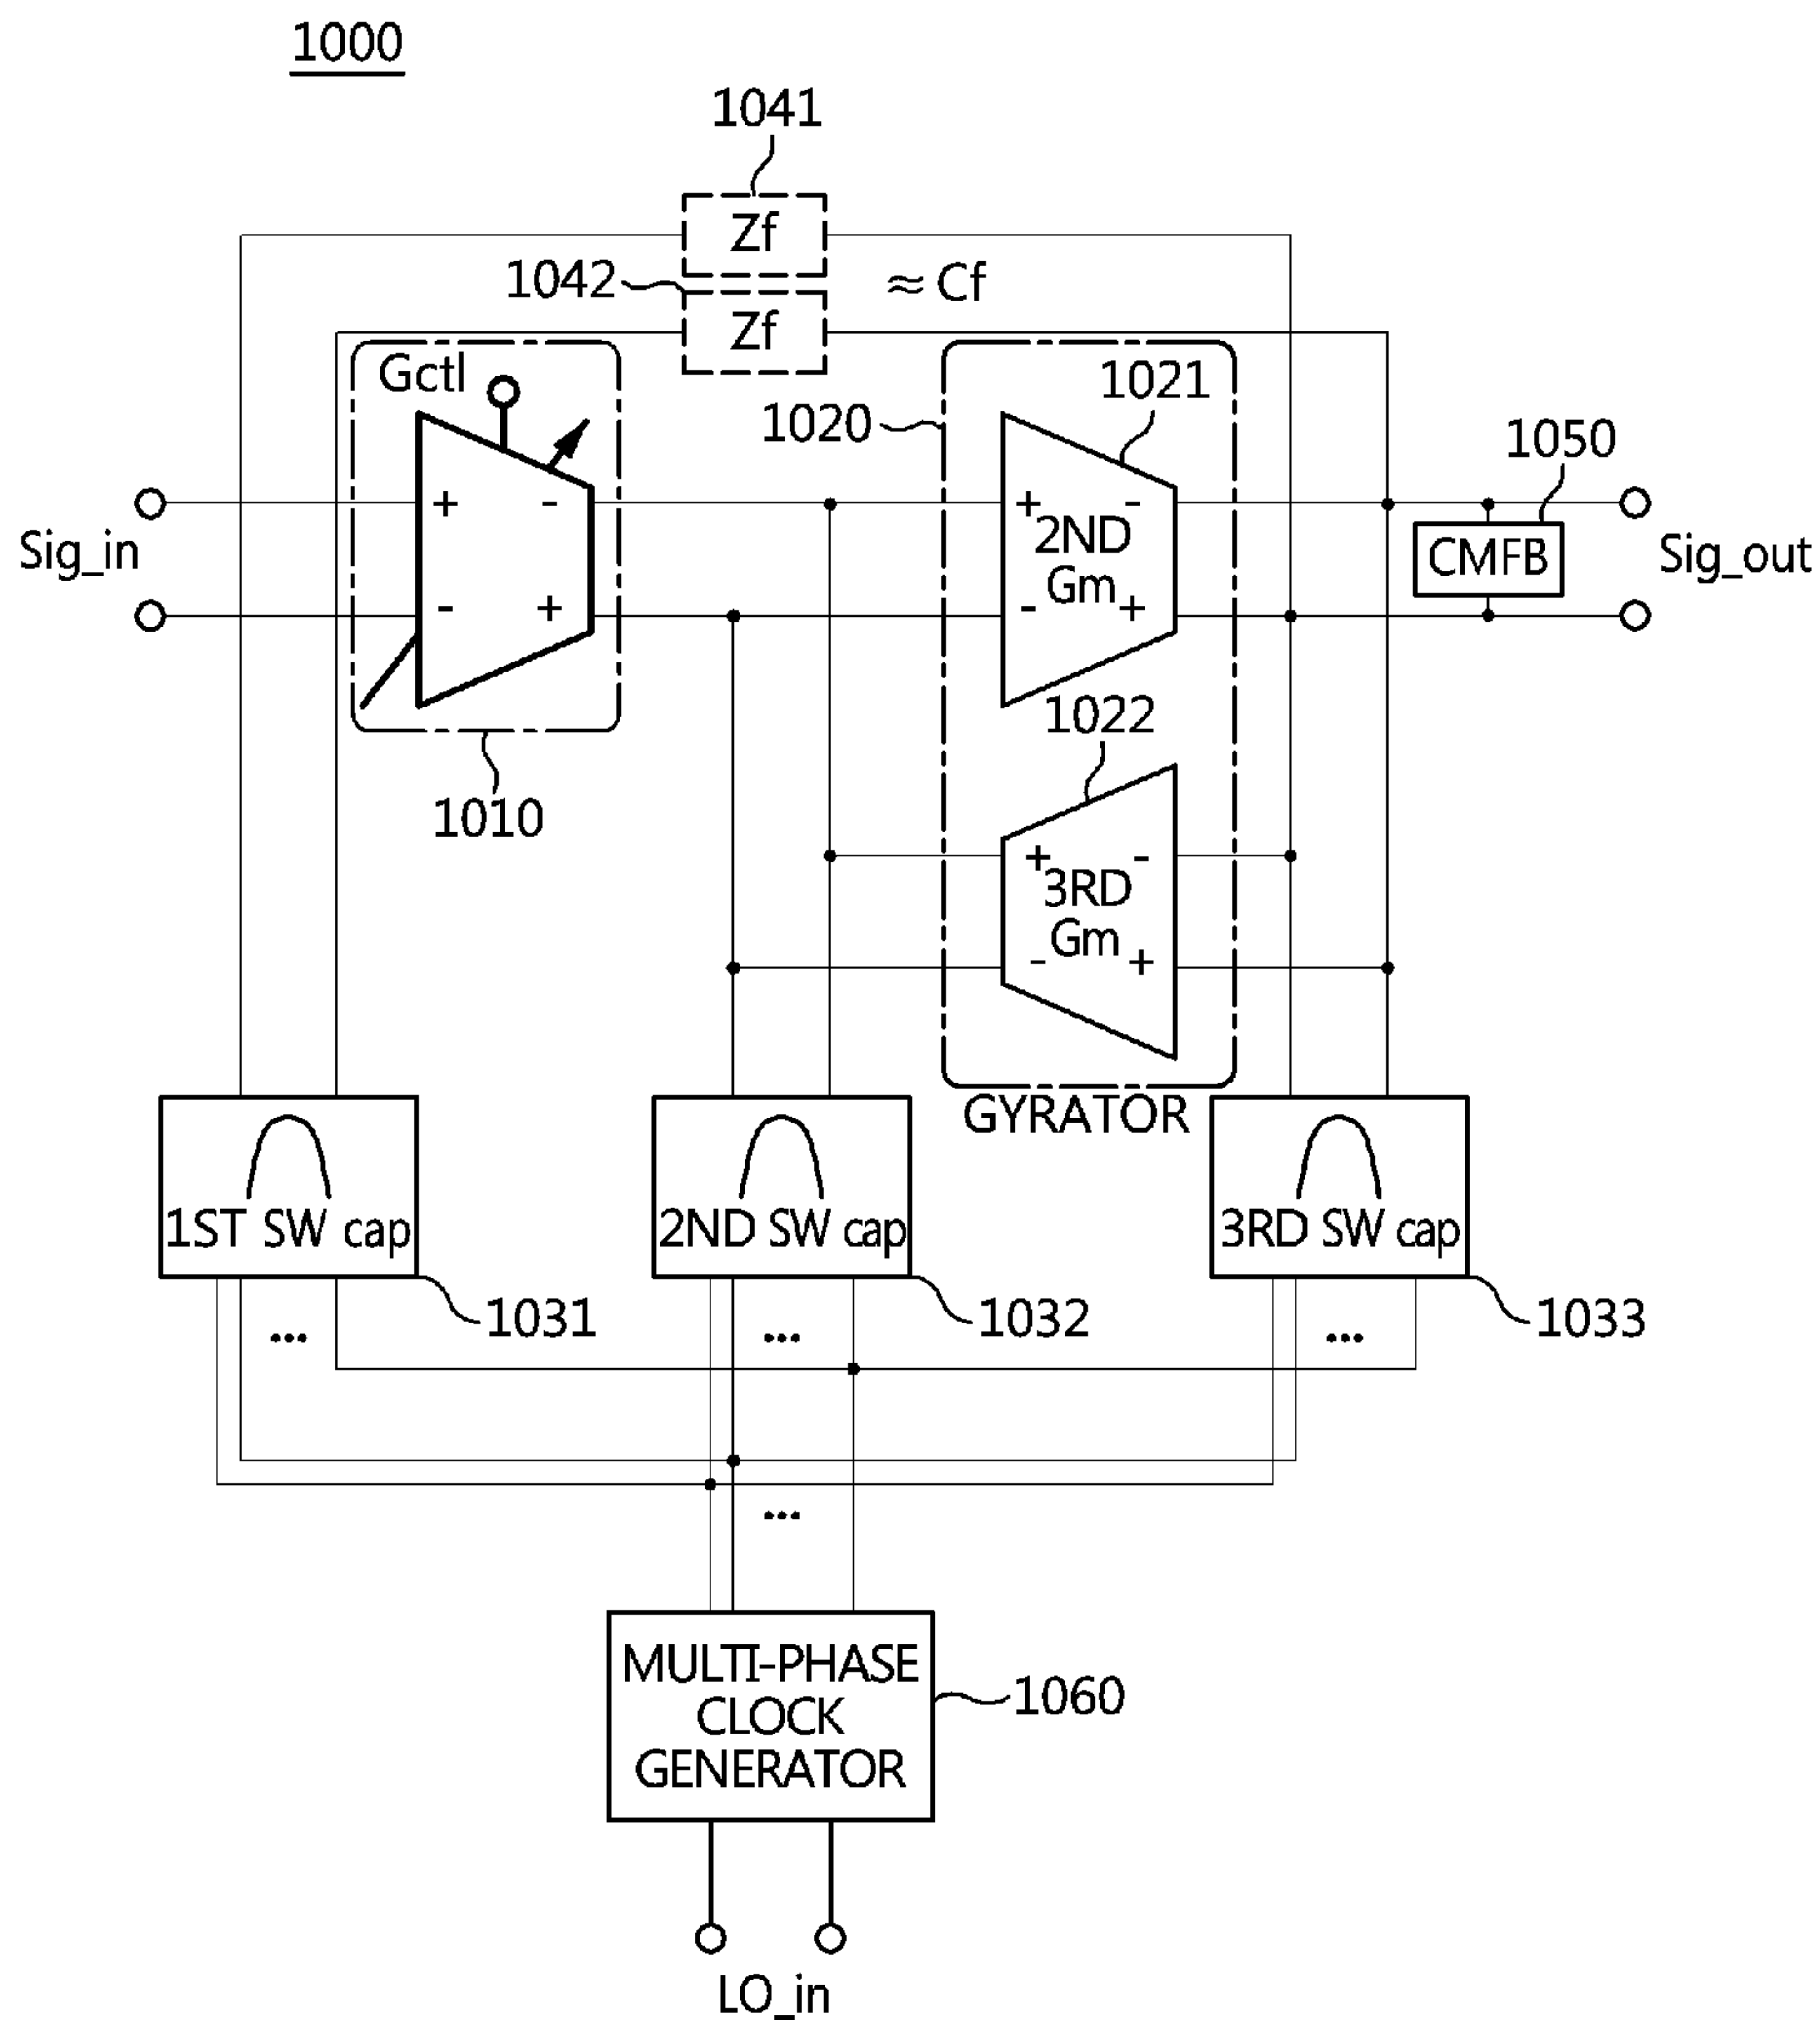 1000
1041
Zf
1042
≈ Cf
Zf
Gctl
1021
1020
1050
+ -
+ -
2ND
Gm
CMFB
Sig_in
Sig_out
- +
- +
1022
1010
+ -
3RD
Gm
- +
GYRATOR
1ST SW cap
2ND SW cap
3RD SW cap
1031
1032
1033
...
...
...
...
MULTI-PHASE
CLOCK
GENERATOR
1060
LO_in